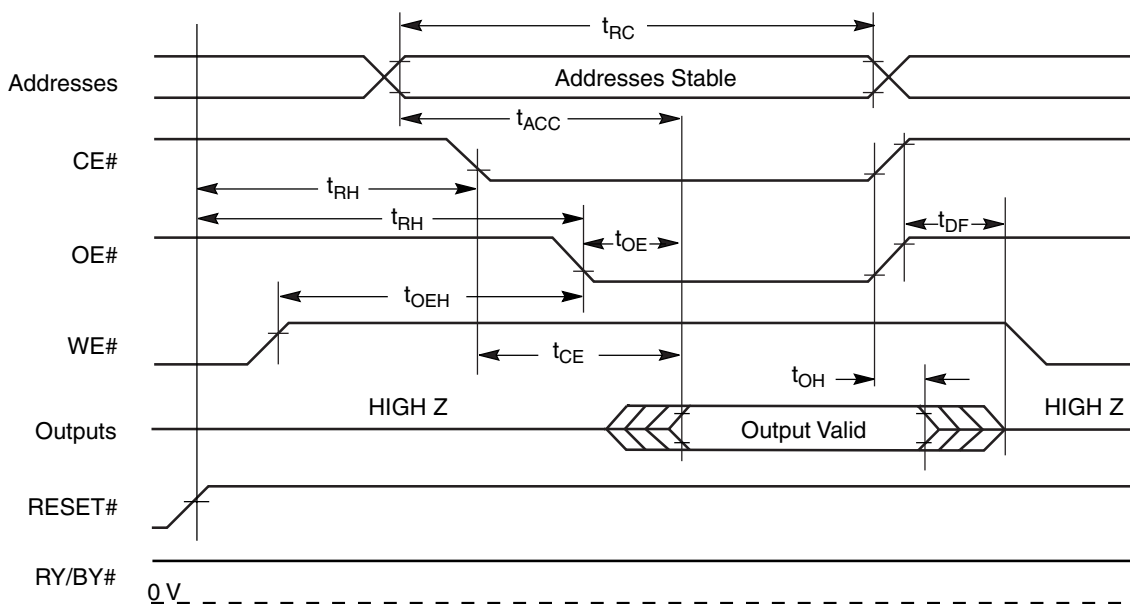 tRC
Addresses
Addresses Stable
tACC
CE#
tRH
tRH
tDF
OE#
tOE
tOEH
WE#
tCE
tOH
HIGH Z
HIGH Z
Outputs
Output Valid
RESET#
RY/BY#
0 V